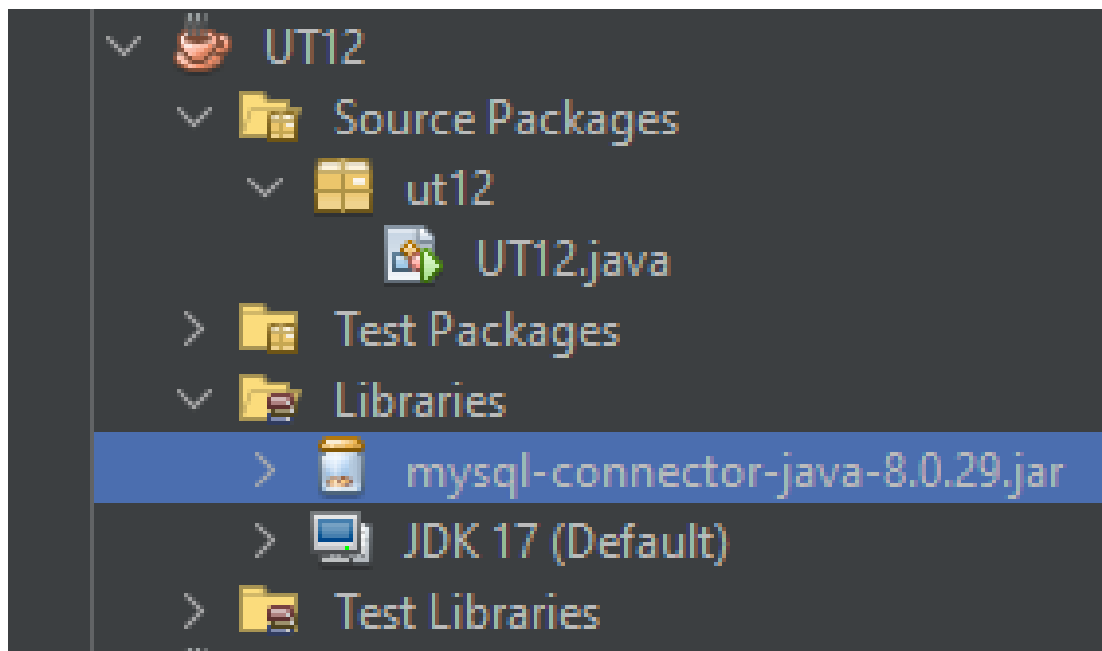 UT12
Source Packages
ut12
UT12.java
Test Packages
Libraries
mysql-connector-java-8.0.29.jar
JDK 17 (Default)
Test Libraries